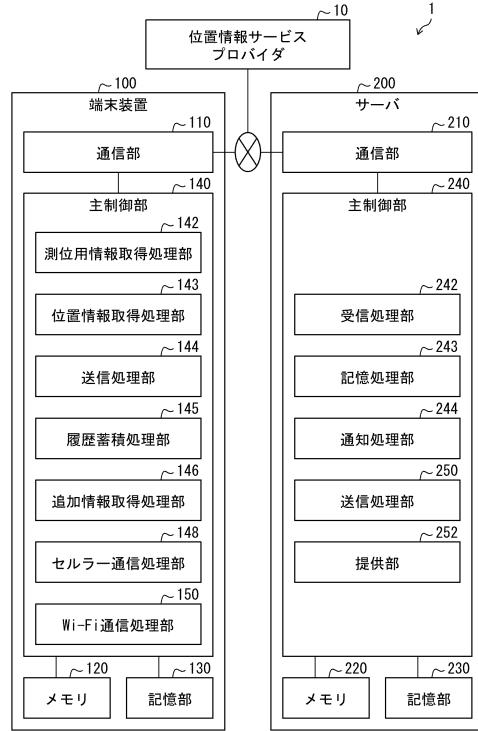 1
10
位置情報サービス
プロバイダ
100
端末装置
110
通信部
140
主制御部
142
測位用情報取得処理部
143
位置情報取得処理部
144
送信処理部
145
履歴蓄積処理部
146
追加情報取得処理部
148
セルラー通信処理部
150
Wi-Fi通信処理部
120
メモリ
130
記憶部
200
サーバ
210
通信部
240
主制御部
242
受信処理部
243
記憶処理部
244
通知処理部
250
送信処理部
252
提供部
220
メモリ
230
記憶部